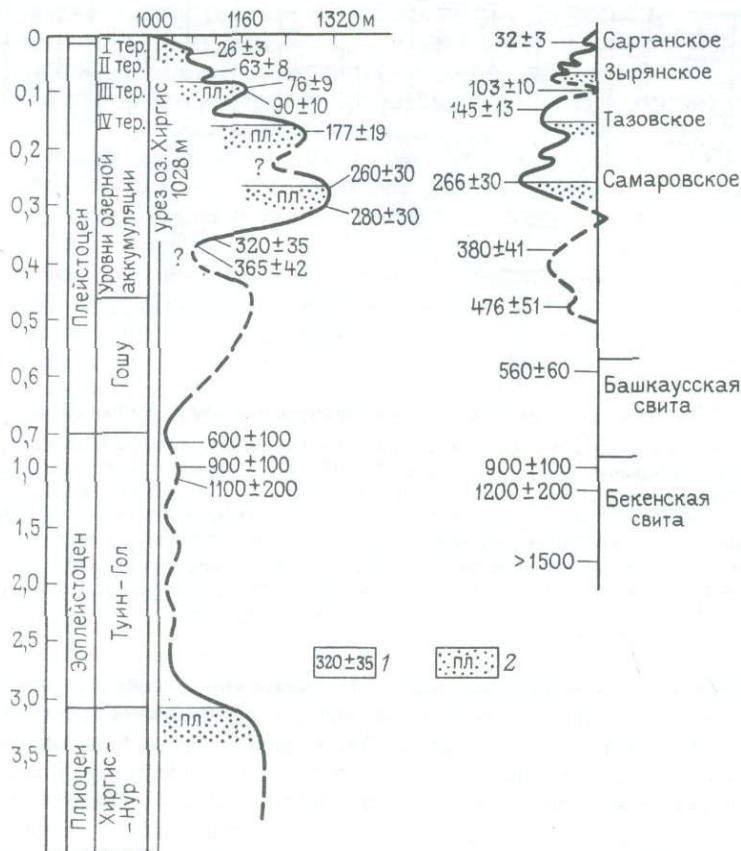 1000 1160 1320 м
0
0,1
0,2
0,3
0,4
0,5
0,6
0,7
1,0
1,5
2,0
2,5
3,0
3,5
Плейстоцен
Эоплейстоцен
Плиоцен
I тер.
II тер.
III тер.
IV тер.
Уровни озерной
аккумуляции
Гошу
Туин-Гол
Хиргис-
-Нур
урез оз. Хиргис
1028 м
26±3
63±8
пл
76±9
90±10
пл
177±19
?
260±30
пл
280±30
320±35
?
365±42
600±100
900±100
1100±200
пл
32±3
Сартанское
Зырянское
103±10
145±13
Тазовское
266±30
Самаровское
380±41
476±51
560±60
Башкаусская
свита
900±100
1200±200
Бекенская
свита
>1500
320±35 1
пл 2